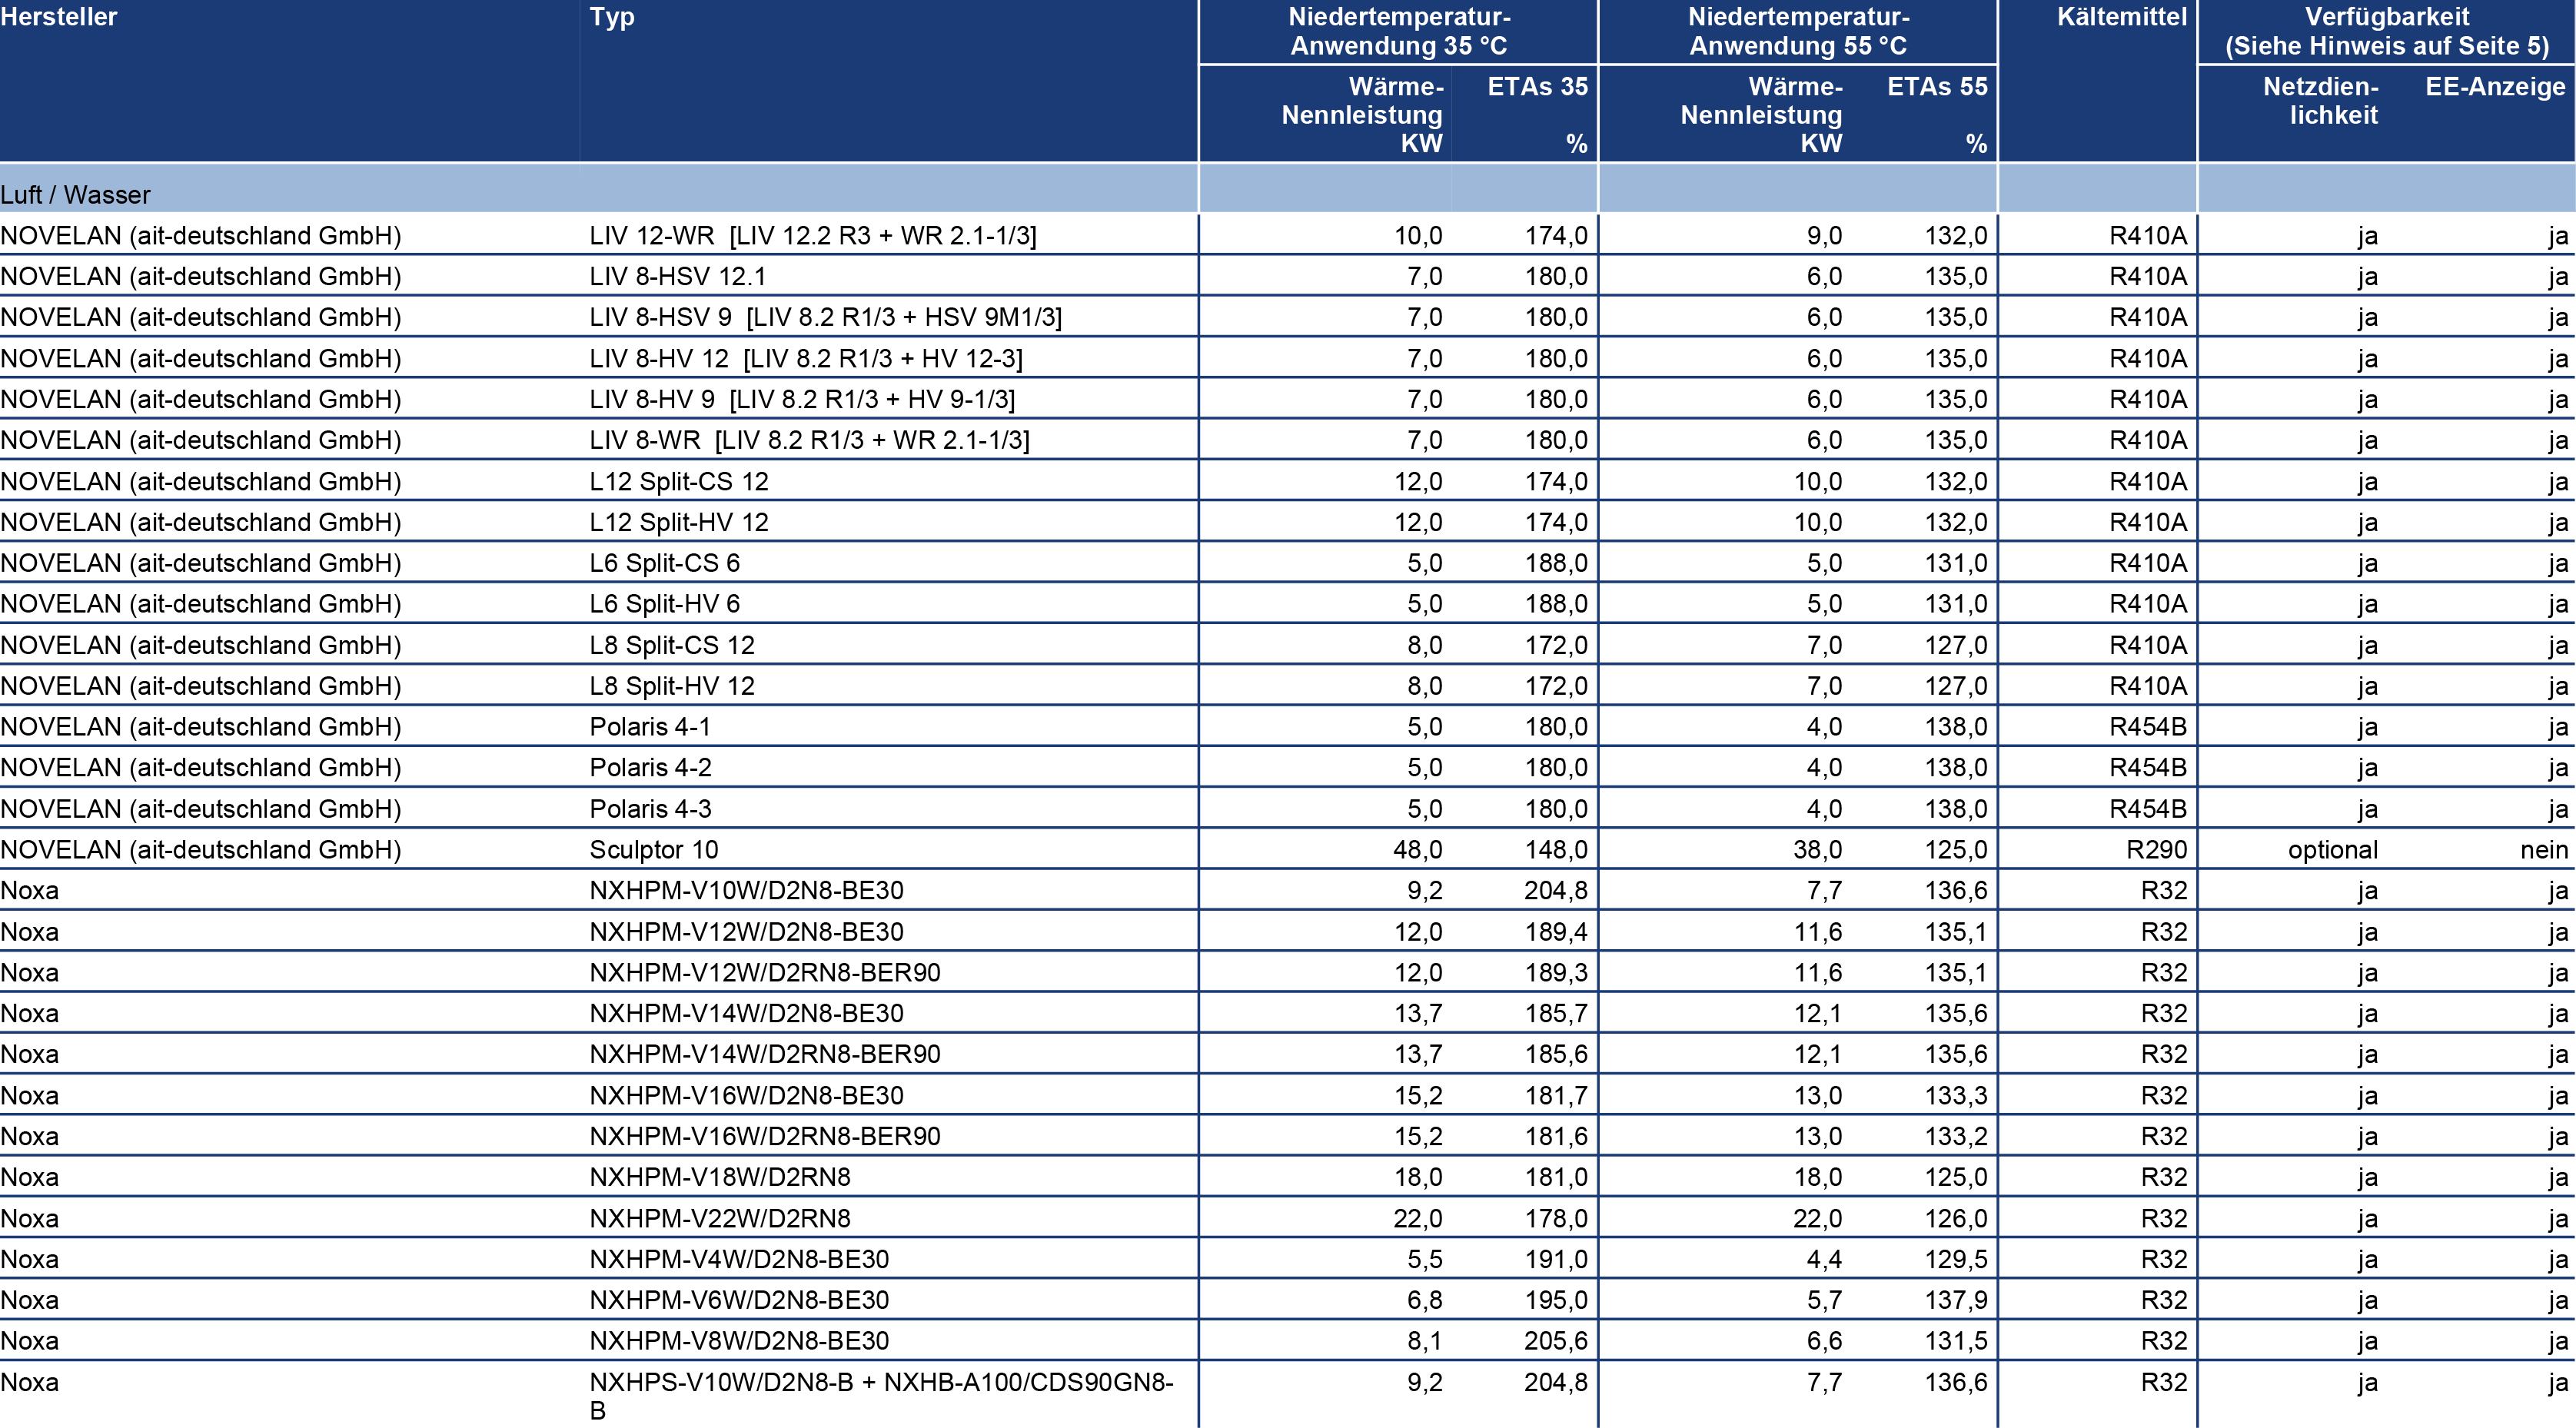 Hersteller Typ Niedertemperatur- Niedertemperatur- Kältemittel Verfügbarkeit
Anwendung 35 °C Anwendung 55 °C (Siehe Hinweis auf Seite 5)
Wärme- ETAs 35 Wärme- ETAs 55 Netzdien- EE-Anzeige
Nennleistung Nennleistung lichkeit
KW % KW %
Luft / Wasser
NOVELAN (ait-deutschland GmbH) LIV 12-WR [LIV 12.2 R3 + WR 2.1-1/3] 10,0 174,0 9,0 132,0 R410A ja ja
NOVELAN (ait-deutschland GmbH) LIV 8-HSV 12.1 7,0 180,0 6,0 135,0 R410A ja ja
NOVELAN (ait-deutschland GmbH) LIV 8-HSV 9 [LIV 8.2 R1/3 + HSV 9M1/3] 7,0 180,0 6,0 135,0 R410A ja ja
NOVELAN (ait-deutschland GmbH) LIV 8-HV 12 [LIV 8.2 R1/3 + HV 12-3] 7,0 180,0 6,0 135,0 R410A ja ja
NOVELAN (ait-deutschland GmbH) LIV 8-HV 9 [LIV 8.2 R1/3 + HV 9-1/3] 7,0 180,0 6,0 135,0 R410A ja ja
NOVELAN (ait-deutschland GmbH) LIV 8-WR [LIV 8.2 R1/3 + WR 2.1-1/3] 7,0 180,0 6,0 135,0 R410A ja ja
NOVELAN (ait-deutschland GmbH) L12 Split-CS 12 12,0 174,0 10,0 132,0 R410A ja ja
NOVELAN (ait-deutschland GmbH) L12 Split-HV 12 12,0 174,0 10,0 132,0 R410A ja ja
NOVELAN (ait-deutschland GmbH) L6 Split-CS 6 5,0 188,0 5,0 131,0 R410A ja ja
NOVELAN (ait-deutschland GmbH) L6 Split-HV 6 5,0 188,0 5,0 131,0 R410A ja ja
NOVELAN (ait-deutschland GmbH) L8 Split-CS 12 8,0 172,0 7,0 127,0 R410A ja ja
NOVELAN (ait-deutschland GmbH) L8 Split-HV 12 8,0 172,0 7,0 127,0 R410A ja ja
NOVELAN (ait-deutschland GmbH) Polaris 4-1 5,0 180,0 4,0 138,0 R454B ja ja
NOVELAN (ait-deutschland GmbH) Polaris 4-2 5,0 180,0 4,0 138,0 R454B ja ja
NOVELAN (ait-deutschland GmbH) Polaris 4-3 5,0 180,0 4,0 138,0 R454B ja ja
NOVELAN (ait-deutschland GmbH) Sculptor 10 48,0 148,0 38,0 125,0 R290 optional nein
Noxa NXHPM-V10W/D2N8-BE30 9,2 204,8 7,7 136,6 R32 ja ja
Noxa NXHPM-V12W/D2N8-BE30 12,0 189,4 11,6 135,1 R32 ja ja
Noxa NXHPM-V12W/D2RN8-BER90 12,0 189,3 11,6 135,1 R32 ja ja
Noxa NXHPM-V14W/D2N8-BE30 13,7 185,7 12,1 135,6 R32 ja ja
Noxa NXHPM-V14W/D2RN8-BER90 13,7 185,6 12,1 135,6 R32 ja ja
Noxa NXHPM-V16W/D2N8-BE30 15,2 181,7 13,0 133,3 R32 ja ja
Noxa NXHPM-V16W/D2RN8-BER90 15,2 181,6 13,0 133,2 R32 ja ja
Noxa NXHPM-V18W/D2RN8 18,0 181,0 18,0 125,0 R32 ja ja
Noxa NXHPM-V22W/D2RN8 22,0 178,0 22,0 126,0 R32 ja ja
Noxa NXHPM-V4W/D2N8-BE30 5,5 191,0 4,4 129,5 R32 ja ja
Noxa NXHPM-V6W/D2N8-BE30 6,8 195,0 5,7 137,9 R32 ja ja
Noxa NXHPM-V8W/D2N8-BE30 8,1 205,6 6,6 131,5 R32 ja ja
Noxa NXHPS-V10W/D2N8-B + NXHB-A100/CDS90GN8- 9,2 204,8 7,7 136,6 R32 ja ja
B